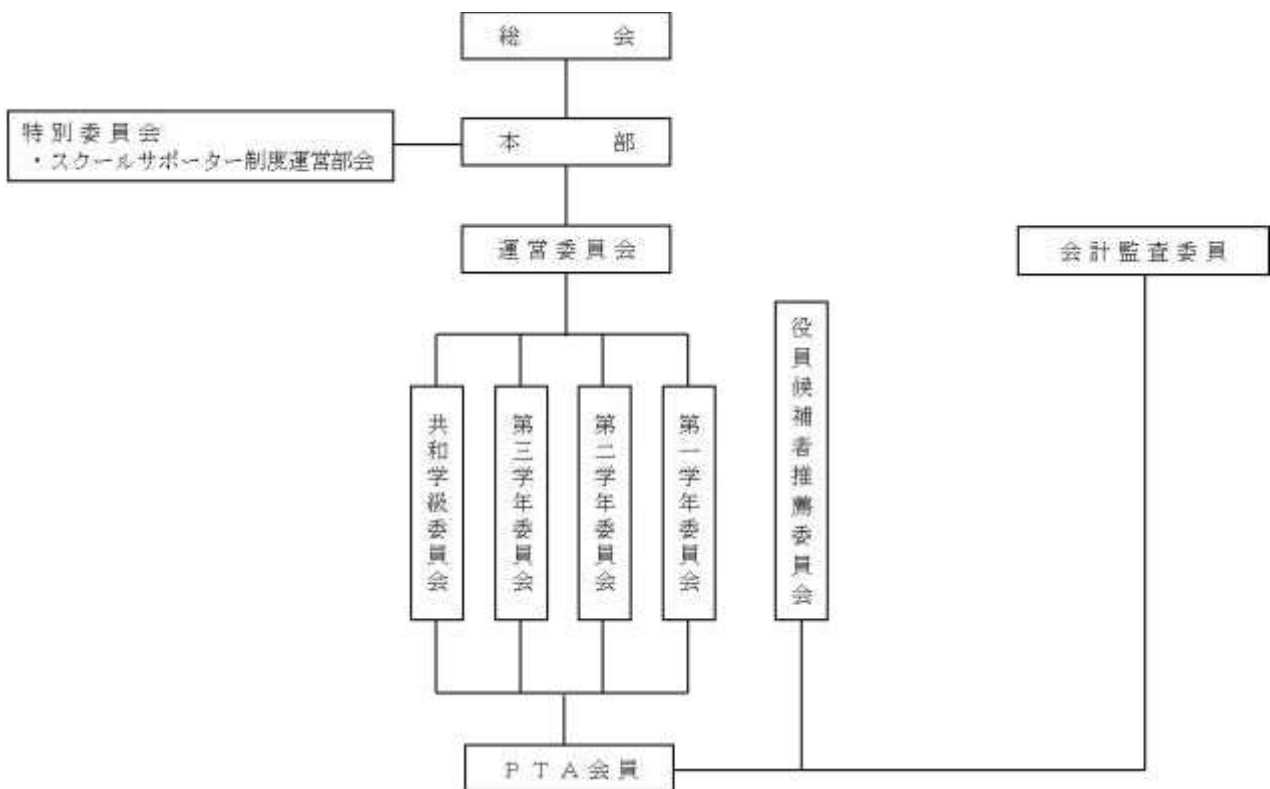 総会
本部
特別委員会
・スクールサポーター制度運営部会
運営委員会
会計監査委員
役員候補者推薦委員会
共和学級委員会
第三学年委員会
第二学年委員会
第一学年委員会
ＰＴＡ会員